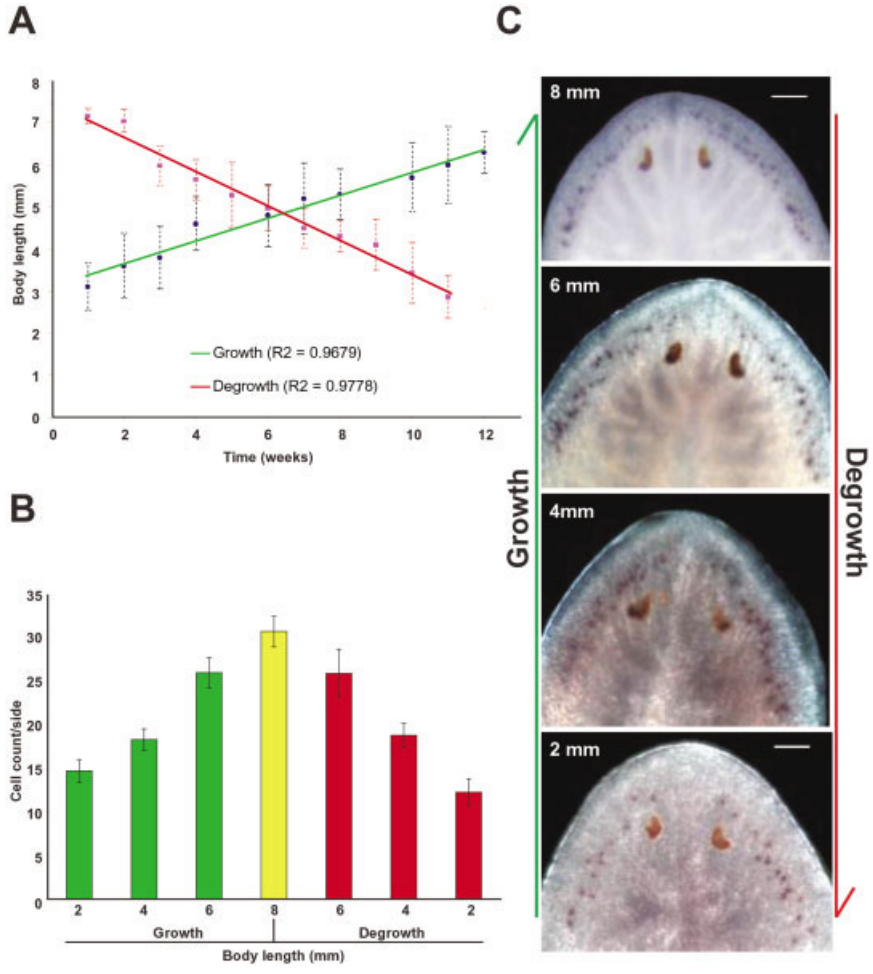 A
8
7
6
5
4
3
2
1
0
Body length (mm)
Growth (R2 = 0.9679)
Degrowth (R2 = 0.9778)
0 2 4 6 8 10 12
Time (weeks)
B
35
30
25
20
15
10
5
0
Cell count/side
2 4 6 8 6 4 2
Growth Degrowth
Body length (mm)
C
8 mm
6 mm
4mm
2 mm
Growth
Degrowth